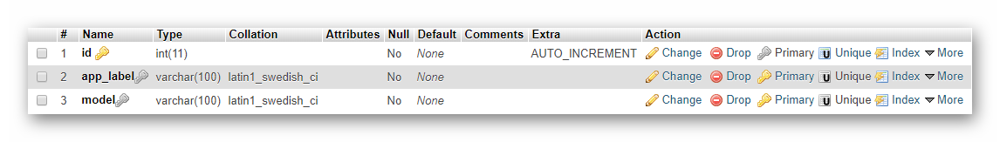 # Name Type Collation Attributes Null Default Comments Extra Action
1 id int(11) No None AUTO_INCREMENT Change Drop Primary Unique Index More
2 app_label varchar(100) latin1_swedish_ci No None Change Drop Primary Unique Index More
3 model varchar(100) latin1_swedish_ci No None Change Drop Primary Unique Index More